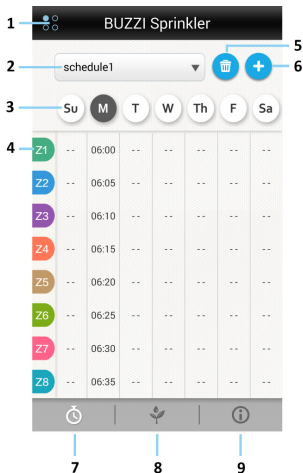 1 BUZZI Sprinkler 5
2 schedule1 6
3 Su M T W Th F Sa
4 Z1 -- 06:00 -- -- -- -- --
Z2 -- 06:05 -- -- -- -- --
Z3 -- 06:10 -- -- -- -- --
Z4 -- 06:15 -- -- -- -- --
Z5 -- 06:20 -- -- -- -- --
Z6 -- 06:25 -- -- -- -- --
Z7 -- 06:30 -- -- -- -- --
Z8 -- 06:35 -- -- -- -- --
7 8 9